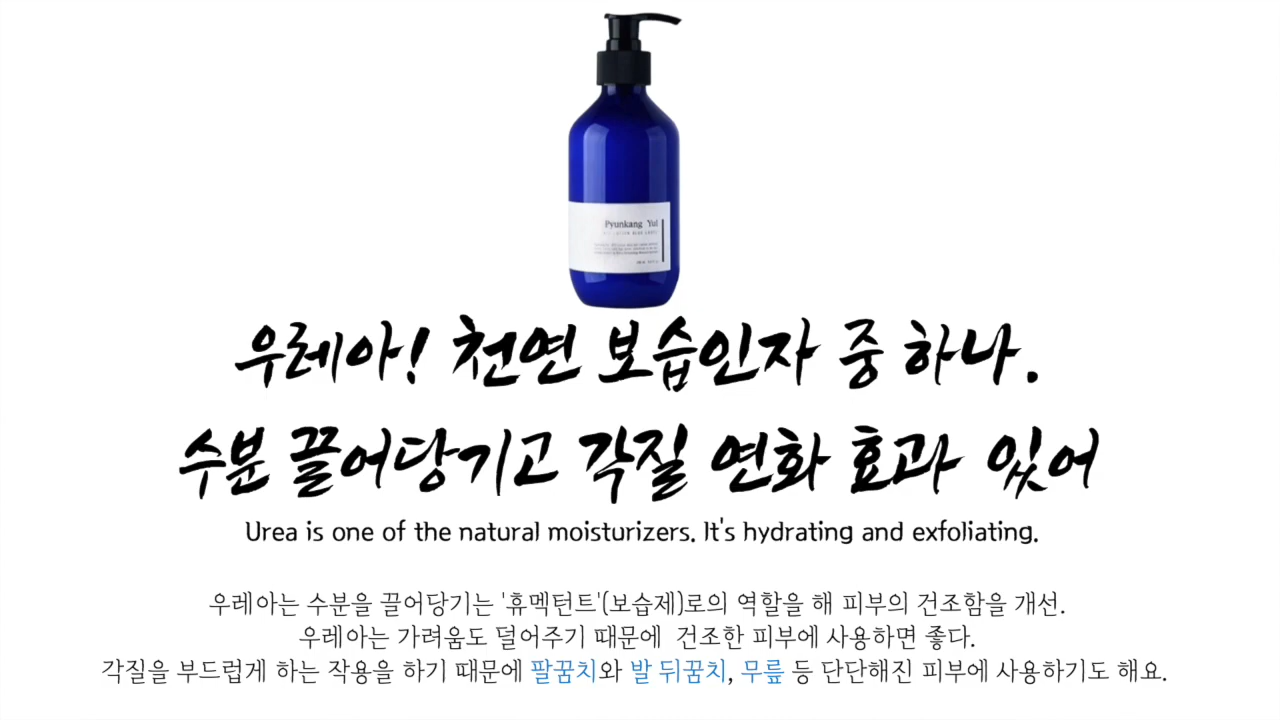 Pyunkang Yul
우레아! 천연 보습인자 중 하나.
수분 끌어당기고 각질 연화 효과 있어
Urea is one of the natural moisturizers. It's hydrating and exfoliating.
우레아는 수분을 끌어당기는 '휴멕턴트'(보습제)로의 역할을 해 피부의 건조함을 개선.
우레아는 가려움도 덜어주기 때문에 건조한 피부에 사용하면 좋다.
각질을 부드럽게 하는 작용을 하기 때문에 팔꿈치와 발 뒤꿈치, 무릎 등 단단해진 피부에 사용하기도 해요.